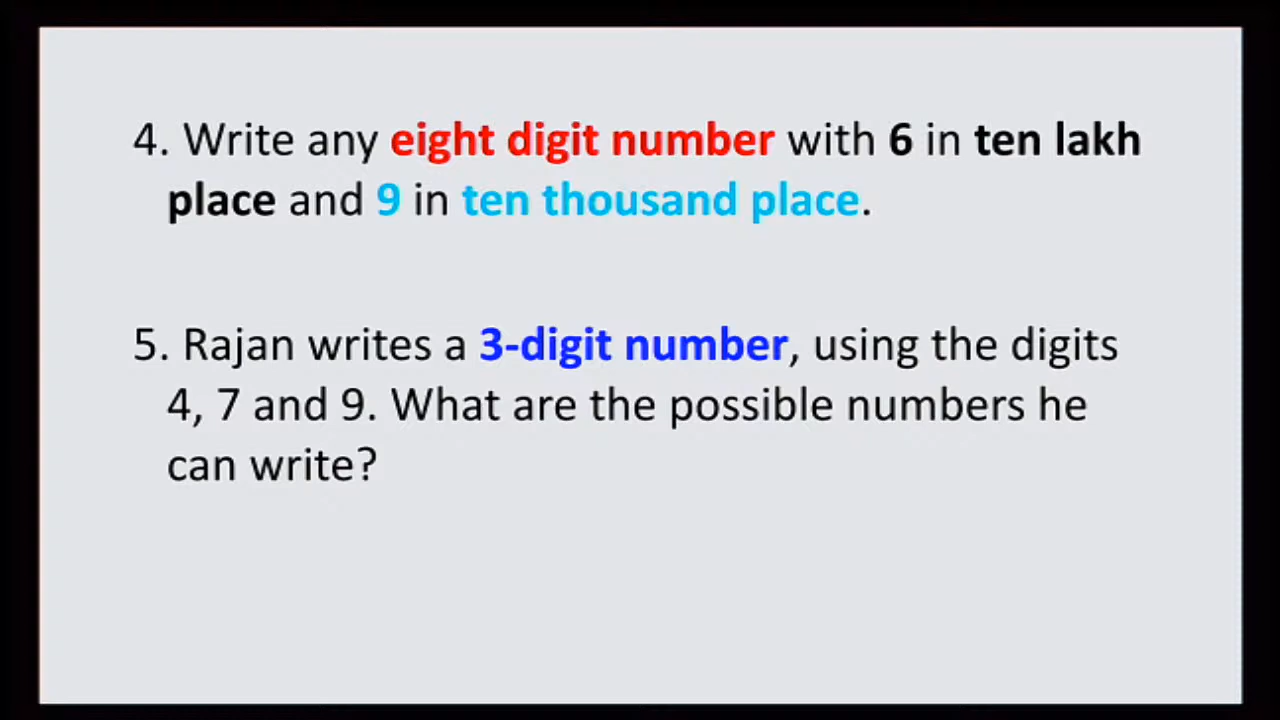 4. Write any eight digit number with 6 in ten lakh
place and 9 in ten thousand place.
5. Rajan writes a 3-digit number, using the digits
4, 7 and 9. What are the possible numbers he
can write?